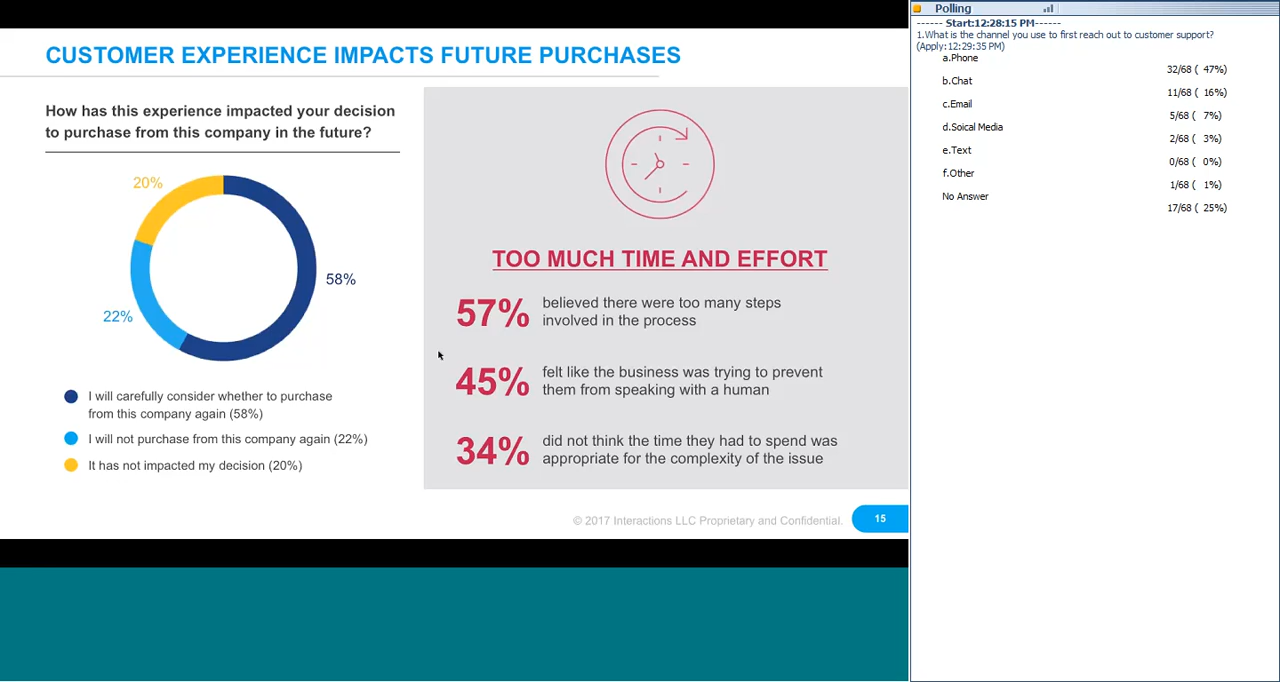 CUSTOMER EXPERIENCE IMPACTS FUTURE PURCHASES
How has this experience impacted your decision
to purchase from this company in the future?
20%
58%
22%
I will carefully consider whether to purchase
from this company again (58%)
I will not purchase from this company again (22%)
It has not impacted my decision (20%)
TOO MUCH TIME AND EFFORT
57% believed there were too many steps
involved in the process
45% felt like the business was trying to prevent
them from speaking with a human
34% did not think the time they had to spend was
appropriate for the complexity of the issue
© 2017 Interactions LLC Proprietary and Confidential.
15
Polling
------ Start:12:28:15 PM------
1.What is the channel you use to first reach out to customer support?
(Apply:12:29:35 PM)
a.Phone
32/68 ( 47%)
b.Chat
11/68 ( 16%)
c.Email
5/68 ( 7%)
d.Soical Media
2/68 ( 3%)
e.Text
0/68 ( 0%)
f.Other
1/68 ( 1%)
No Answer
17/68 ( 25%)